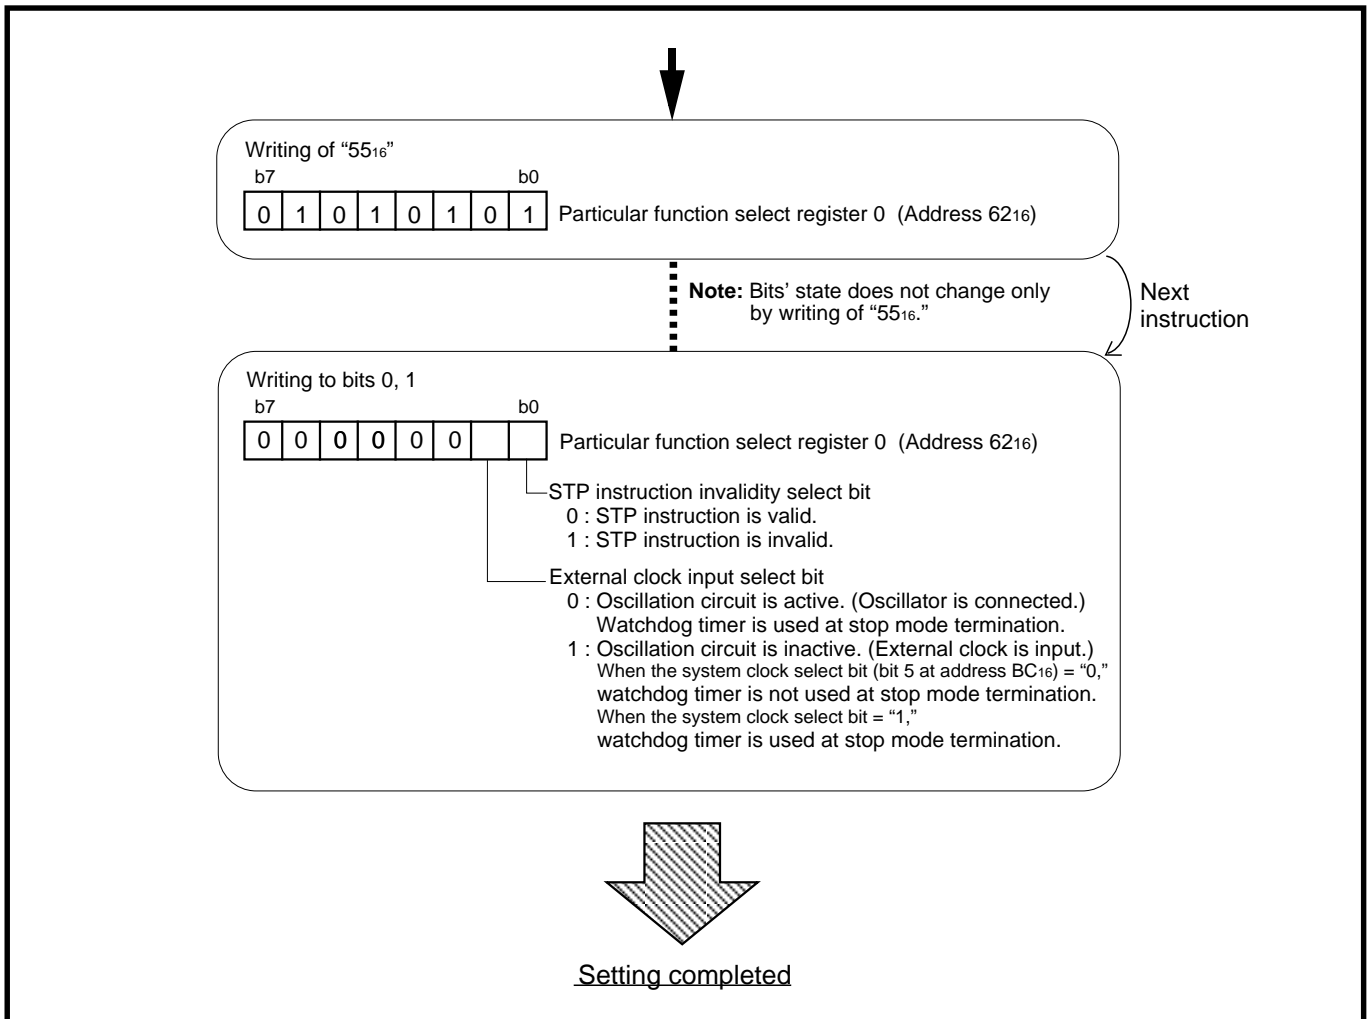 Writing of “55₁₆”
b7 b0
0 1 0 1 0 1 0 1 Particular function select register 0 (Address 62₁₆)
Note: Bits’ state does not change only
by writing of “55₁₆.”
Next
instruction
Writing to bits 0, 1
b7 b0
0 0 0 0 0 0 Particular function select register 0 (Address 62₁₆)
STP instruction invalidity select bit
0 : STP instruction is valid.
1 : STP instruction is invalid.
External clock input select bit
0 : Oscillation circuit is active. (Oscillator is connected.)
Watchdog timer is used at stop mode termination.
1 : Oscillation circuit is inactive. (External clock is input.)
When the system clock select bit (bit 5 at address BC₁₆) = “0,”
watchdog timer is not used at stop mode termination.
When the system clock select bit = “1,”
watchdog timer is used at stop mode termination.
Setting completed